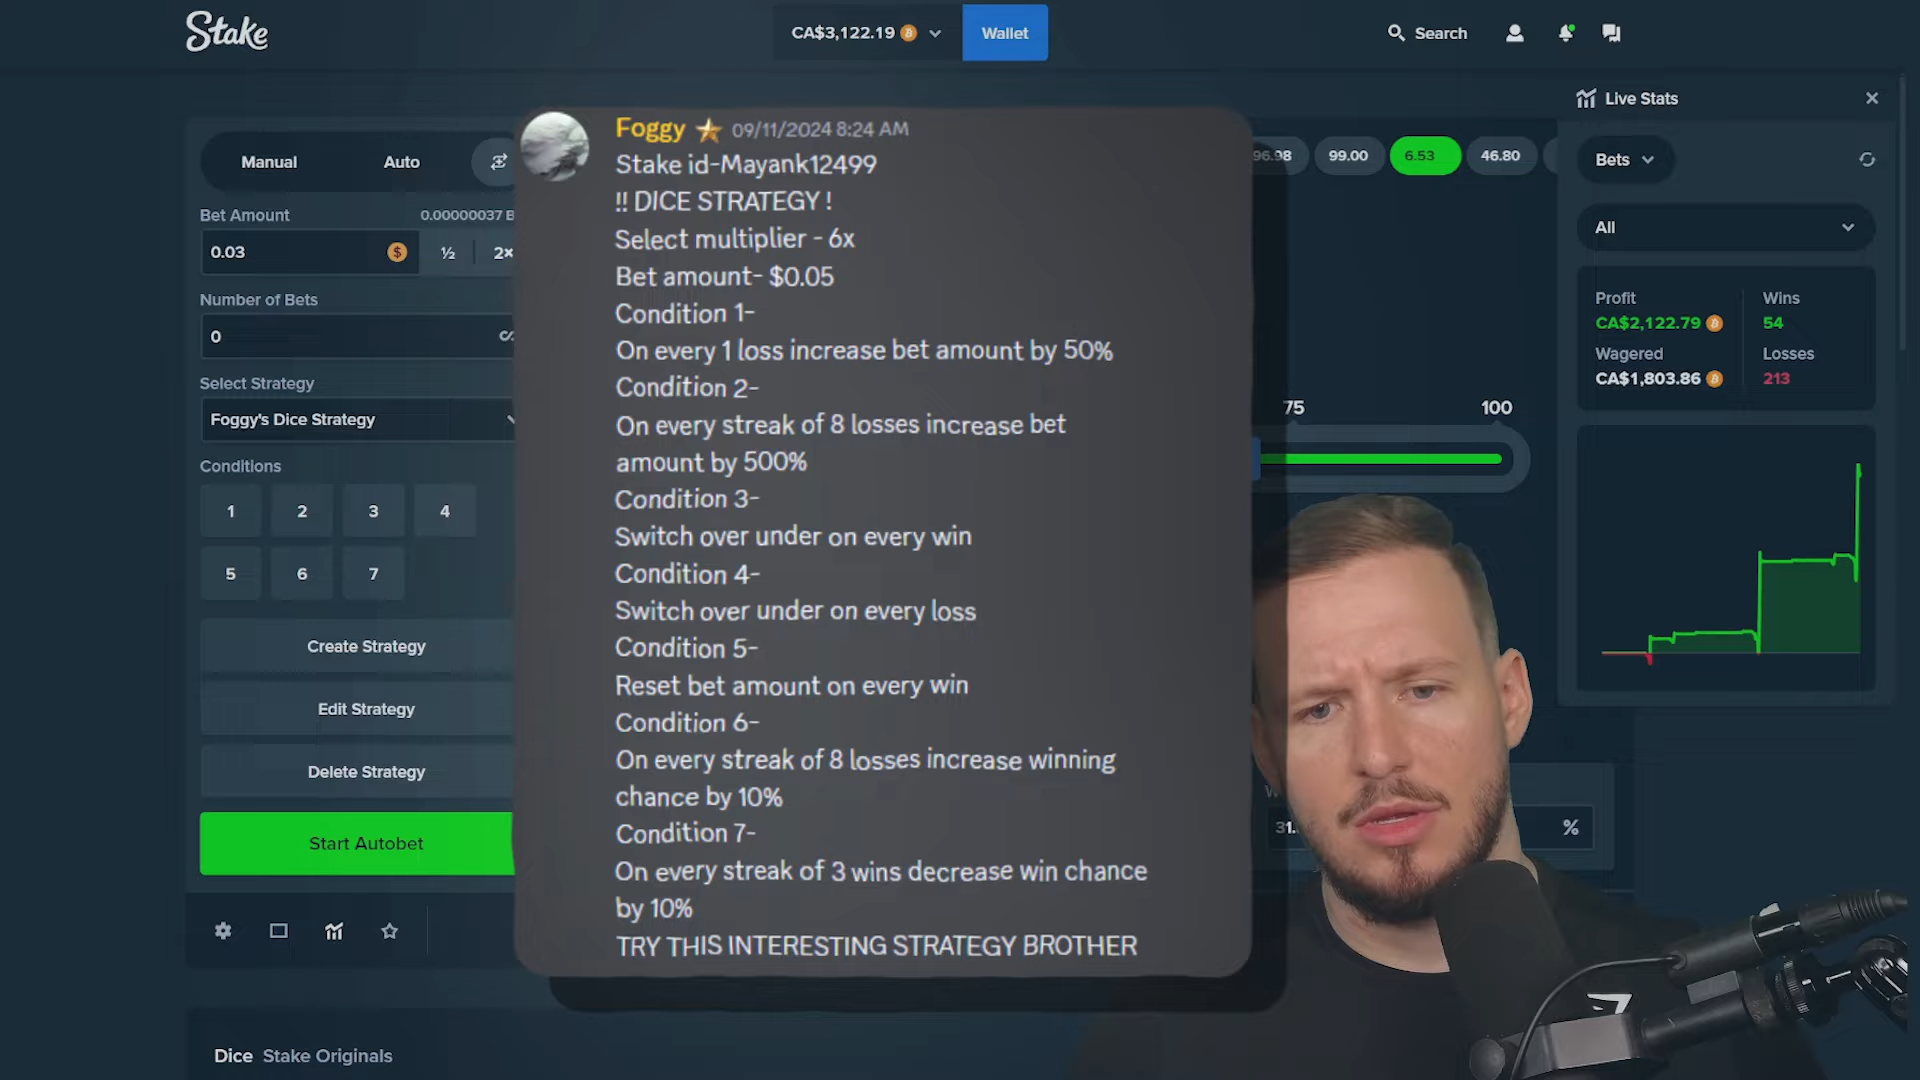 Stake
CA$3,122.19
Wallet
Search
Live Stats
Manual
Auto
Bets
All
Bet Amount
0.00000037 B
0.03
½
2×
Number of Bets
0
Select Strategy
Foggy's Dice Strategy
Conditions
1
2
3
4
5
6
7
Create Strategy
Edit Strategy
Delete Strategy
Start Autobet
Foggy 09/11/2024 8:24 AM
Stake id-Mayank12499
!! DICE STRATEGY !
Select multiplier - 6x
Bet amount- $0.05
Condition 1-
On every 1 loss increase bet amount by 50%
Condition 2-
On every streak of 8 losses increase bet
amount by 500%
Condition 3-
Switch over under on every win
Condition 4-
Switch over under on every loss
Condition 5-
Reset bet amount on every win
Condition 6-
On every streak of 8 losses increase winning
chance by 10%
Condition 7-
On every streak of 3 wins decrease win chance
by 10%
TRY THIS INTERESTING STRATEGY BROTHER
96.98
99.00
6.53
46.80
75
100
31.
%
Profit
CA$2,122.79
Wins
54
Wagered
CA$1,803.86
Losses
213
Dice Stake Originals